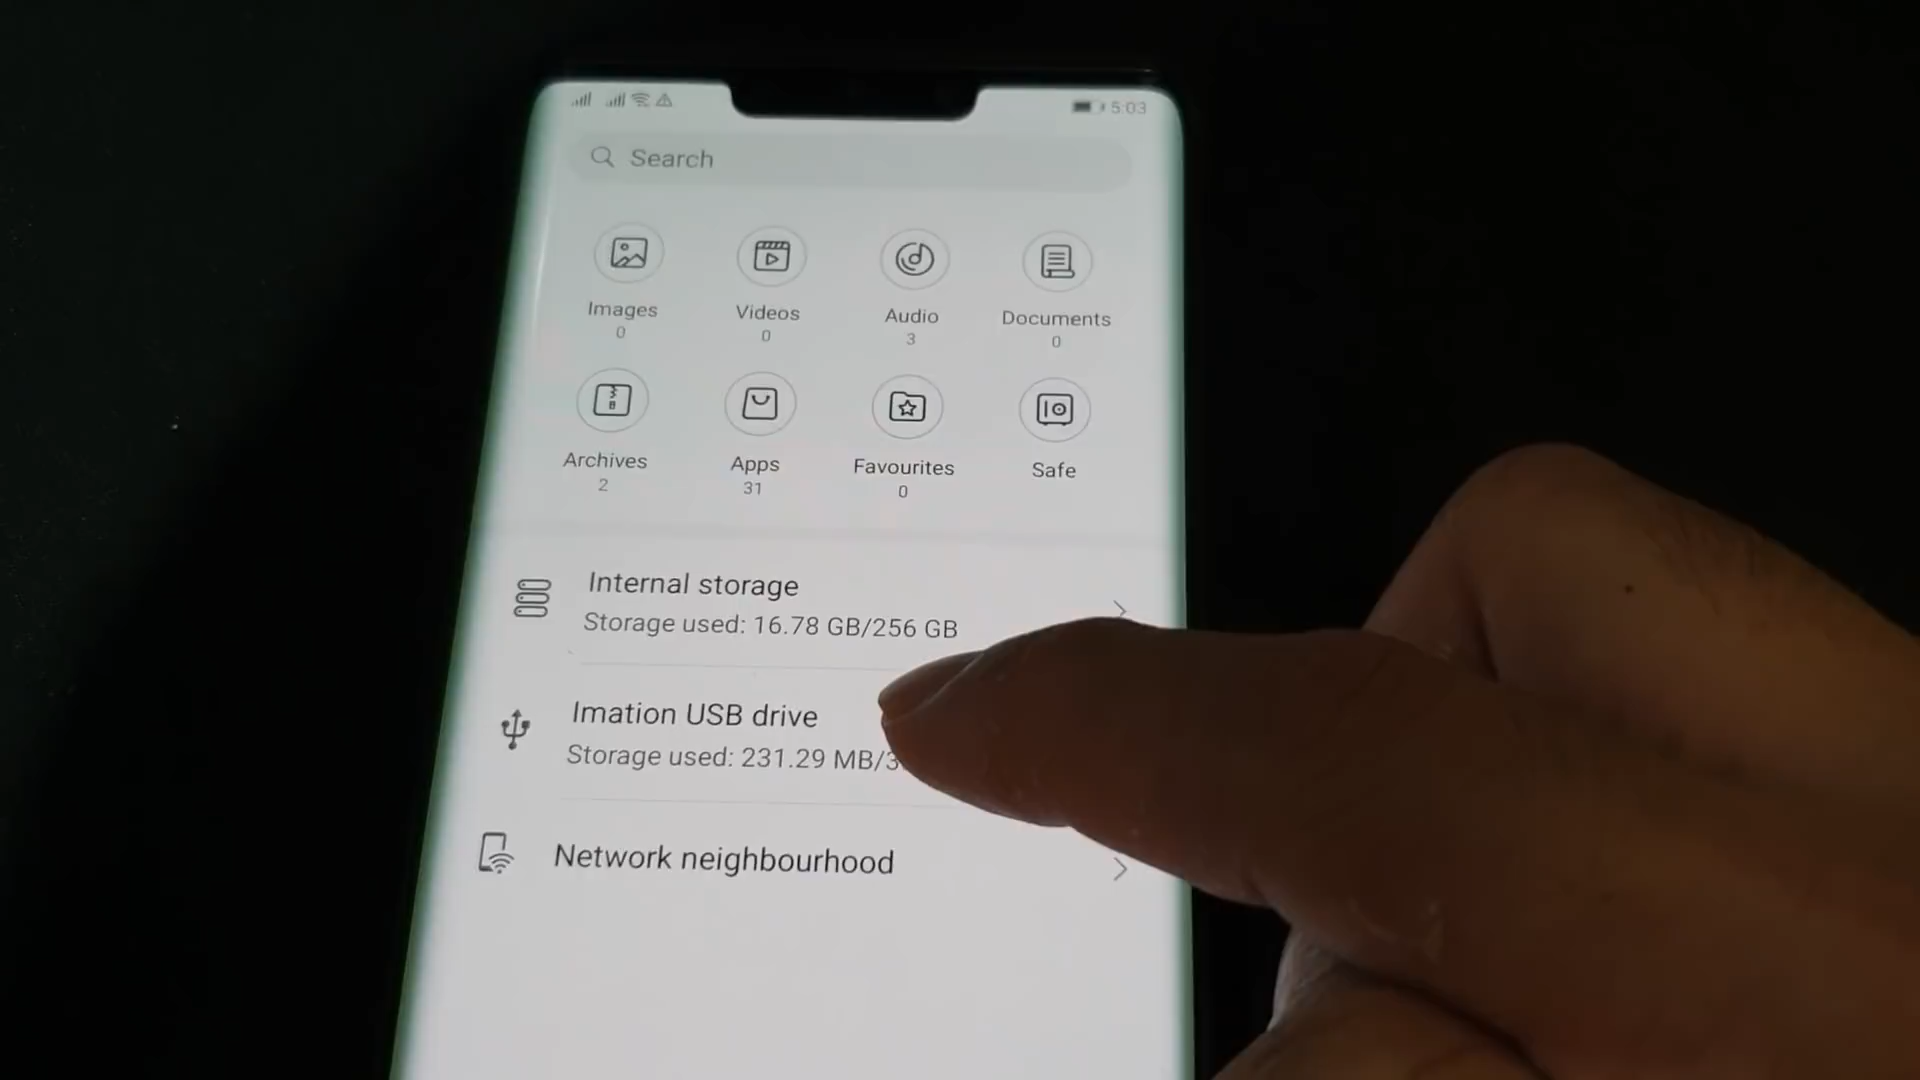 5:03
Search
Images
0
Videos
0
Audio
3
Documents
0
Archives
2
Apps
31
Favourites
0
Safe
Internal storage
Storage used: 16.78 GB/256 GB
Imation USB drive
Storage used: 231.29 MB/3
Network neighbourhood